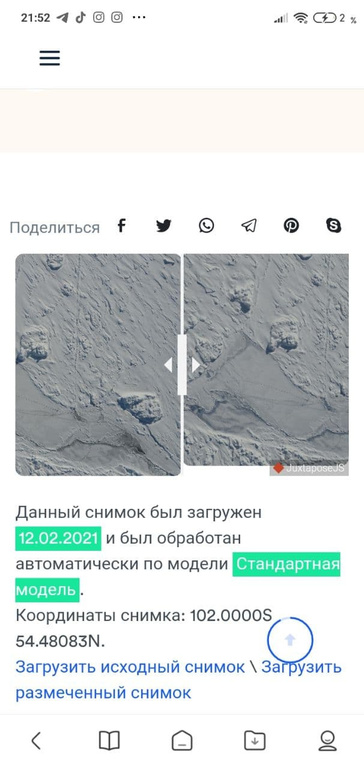 21:52
2 %
Поделиться
JuxtaposeJS
Данный снимок был загружен
12.02.2021 и был обработан
автоматически по модели Стандартная
модель.
Координаты снимка: 102.0000S
54.48083N.
Загрузить исходный снимок \ Загрузить
размеченный снимок